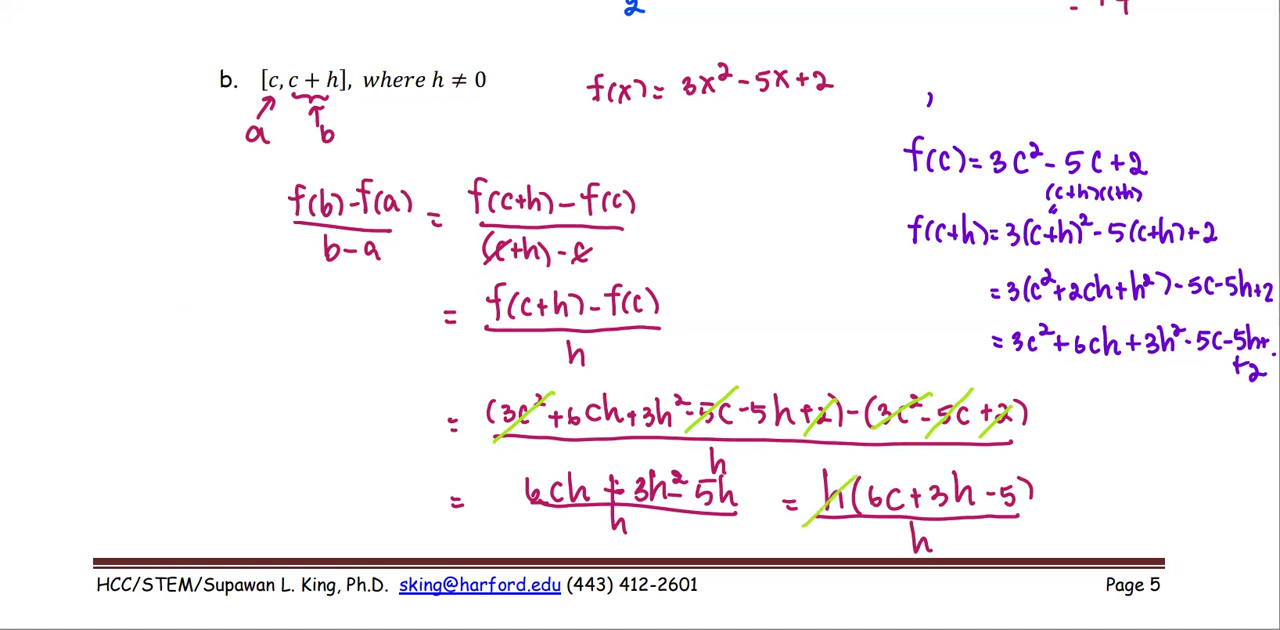 2
b. [c, c + h], where h ≠ 0
f(x) = 3x² - 5x + 2
a
b
f(c) = 3c² - 5c + 2
(c+h)(c+h)
f(c+h) = 3(c+h)² - 5(c+h) + 2
= 3(c² + 2ch + h²) - 5c - 5h + 2
= 3c² + 6ch + 3h² - 5c - 5h +
+2
f(b) - f(a) / b - a = f(c+h) - f(c) / (c+h) - c
= f(c+h) - f(c) / h
= (3c² + 6ch + 3h² - 5c - 5h + 2) - (3c² - 5c + 2) / h
= 6ch + 3h² - 5h / h = h(6c + 3h - 5) / h
HCC/STEM/Supawan L. King, Ph.D. sking@harford.edu (443) 412-2601 Page 5